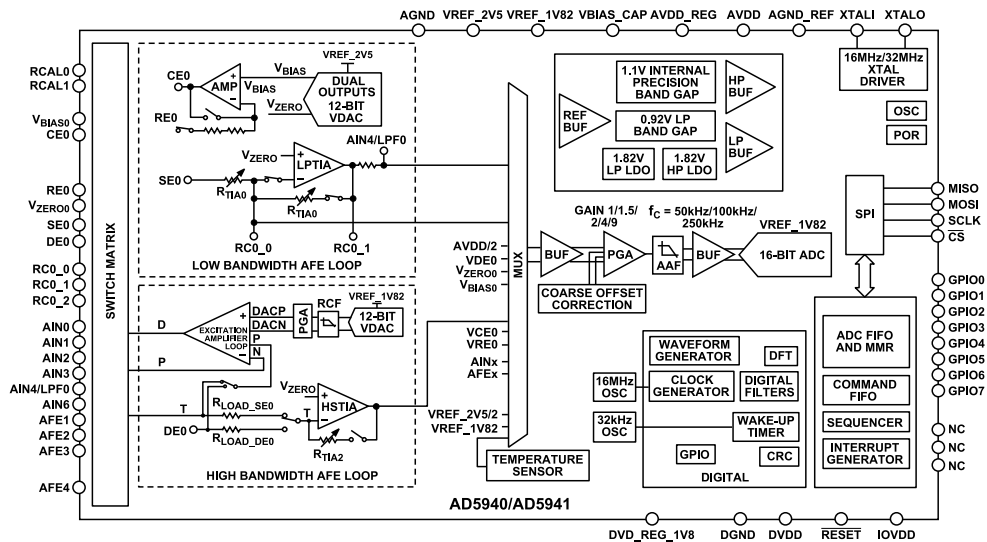 AGND VREF_2V5 VREF_1V82 VBIAS_CAP AVDD_REG AVDD AGND_REF XTALI XTALO
RCAL0
RCAL1
VBIAS0
CE0
RE0
VZERO0
SE0
DE0
RC0_0
RC0_1
RC0_2
AIN0
AIN1
AIN2
AIN3
AIN4/LPF0
AIN6
AFE1
AFE2
AFE3
AFE4
SWITCH MATRIX
VREF_2V5
CE0
AMP
+
−
VBIAS
VBIAS
VZERO
DUAL
OUTPUTS
12-BIT
VDAC
RE0
AIN4/LPF0
VZERO
+
−
LPTIA
SE0
RTIA0
RTIA0
RC0_0
RC0_1
LOW BANDWIDTH AFE LOOP
VREF_1V82
RCF
DACP
DACN
PGA
12-BIT
VDAC
D
EXCITATION
AMPLIFIER
LOOP
+
P
N
−
P
VZERO
+
−
HSTIA
T
RLOAD_SE0
T
DE0
RLOAD_DE0
RTIA2
HIGH BANDWIDTH AFE LOOP
MUX
AVDD/2
VDE0
VZERO0
VBIAS0
VCE0
VRE0
AINx
AFEx
VREF_2V5/2
VREF_1V82
TEMPERATURE
SENSOR
REF
BUF
1.1V INTERNAL
PRECISION
BAND GAP
0.92V LP
BAND GAP
1.82V
LP LDO
1.82V
HP LDO
HP
BUF
LP
BUF
GAIN 1/1.5/
2/4/9
fC = 50kHz/100kHz/
250kHz
VREF_1V82
BUF
PGA
AAF
BUF
16-BIT ADC
COARSE OFFSET
CORRECTION
WAVEFORM
GENERATOR
DFT
16MHz
OSC
CLOCK
GENERATOR
DIGITAL
FILTERS
32kHz
OSC
WAKE-UP
TIMER
GPIO
CRC
DIGITAL
16MHz/32MHz
XTAL
DRIVER
OSC
POR
SPI
ADC FIFO
AND MMR
COMMAND
FIFO
SEQUENCER
INTERRUPT
GENERATOR
MISO
MOSI
SCLK
CS
GPIO0
GPIO1
GPIO2
GPIO3
GPIO4
GPIO5
GPIO6
GPIO7
NC
NC
NC
AD5940/AD5941
DVD_REG_1V8 DGND DVDD RESET IOVDD